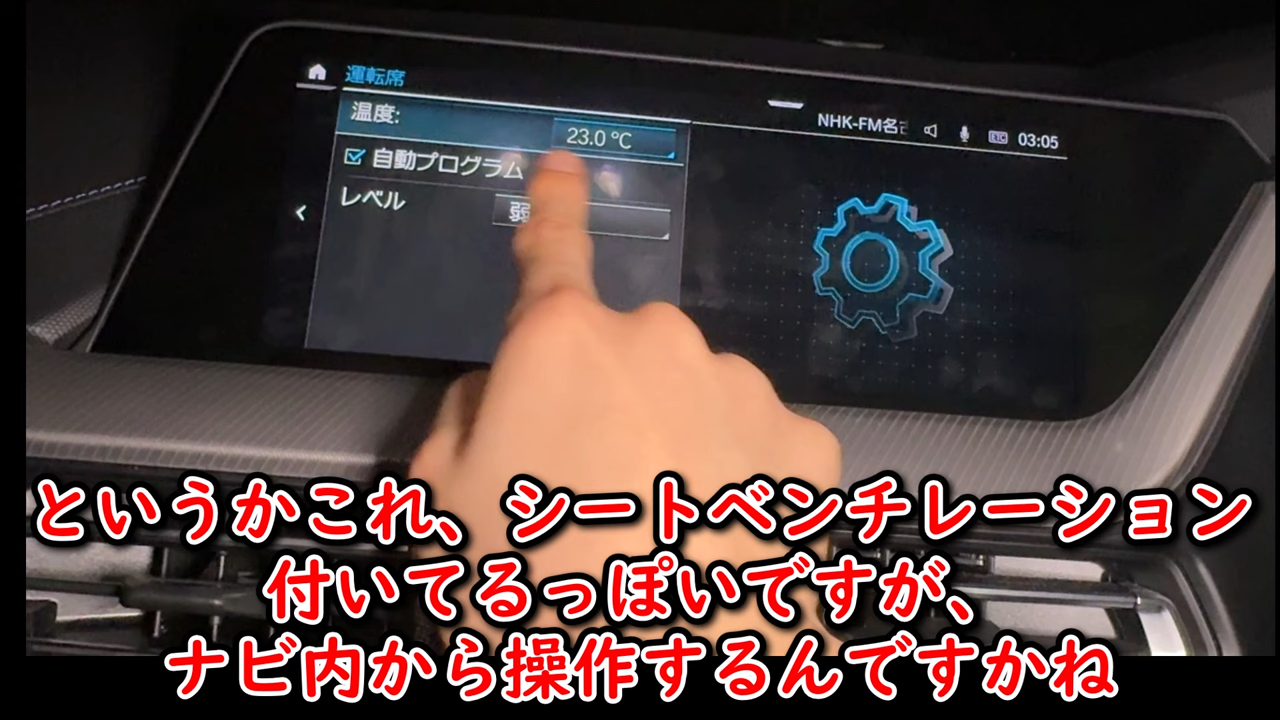 運転席
NHK-FM名
ETC
03:05
温度:
23.0 °C
自動プログラム
レベル
弱
というかこれ、シートベンチレーション
付いてるっぽいですが、
ナビ内から操作するんですかね